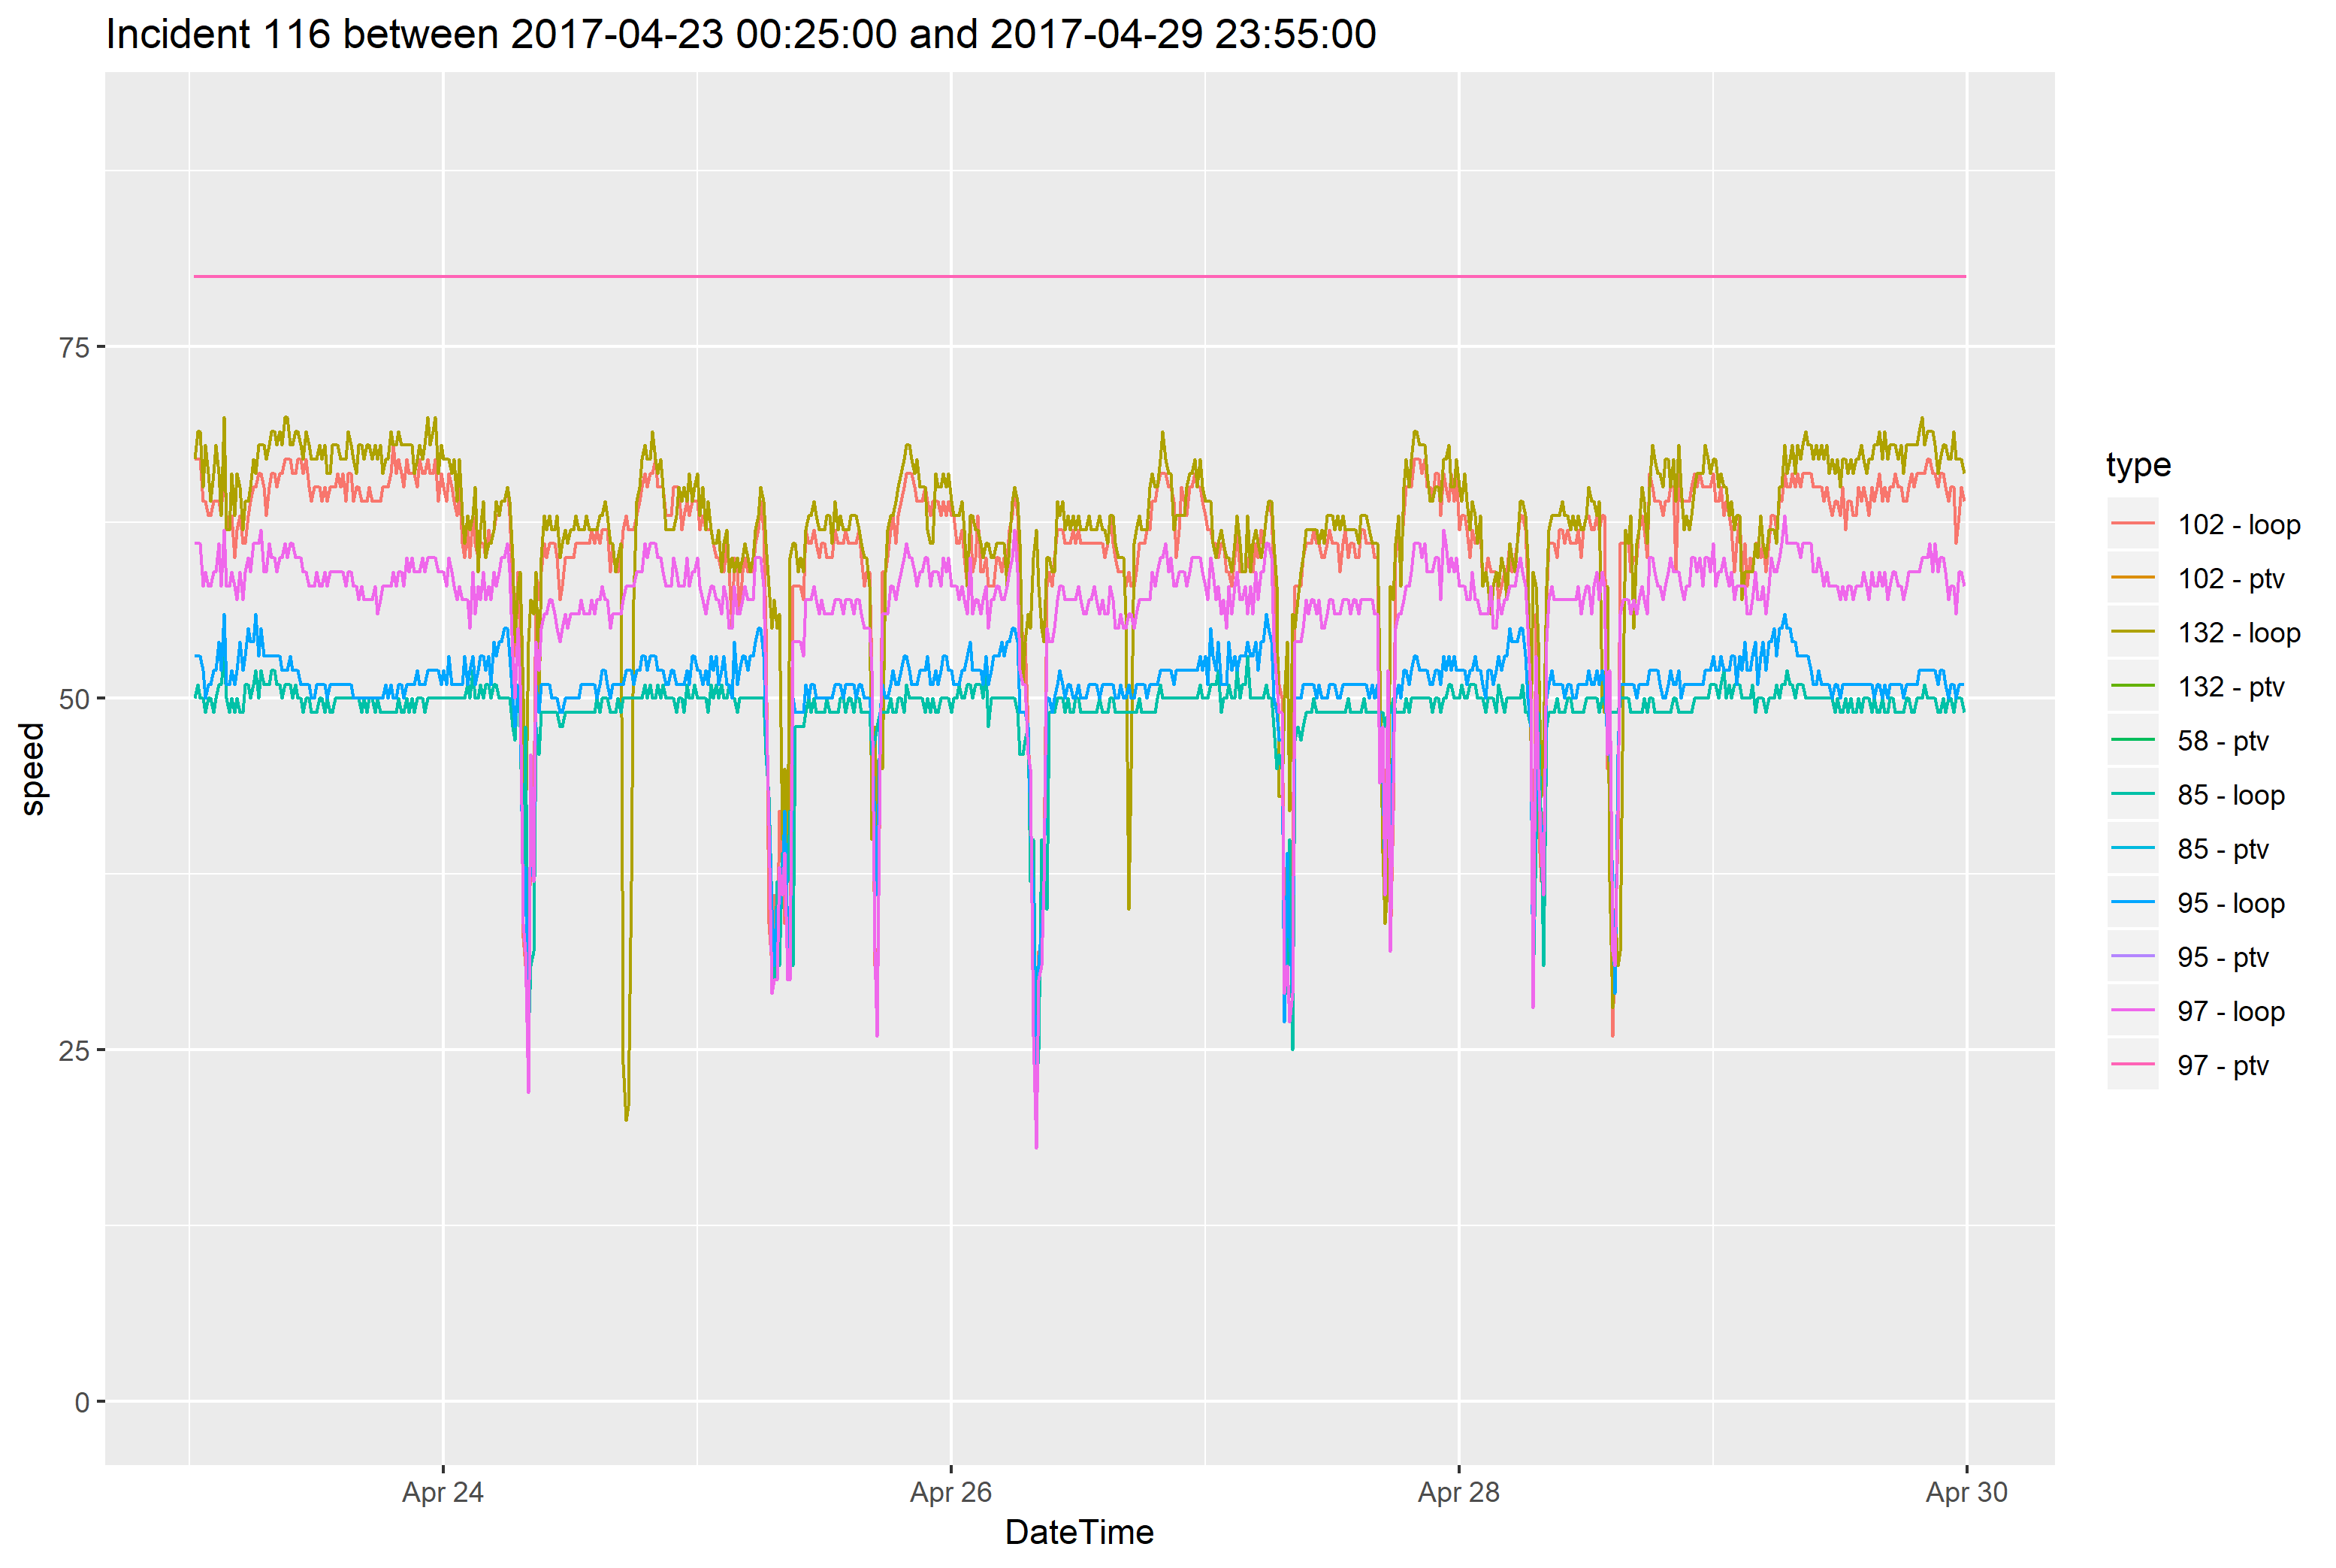 Incident 116 between 2017-04-23 00:25:00 and 2017-04-29 23:55:00
speed
75
50
25
0
Apr 24
Apr 26
Apr 28
Apr 30
DateTime
type
102 - loop
102 - ptv
132 - loop
132 - ptv
58 - ptv
85 - loop
85 - ptv
95 - loop
95 - ptv
97 - loop
97 - ptv